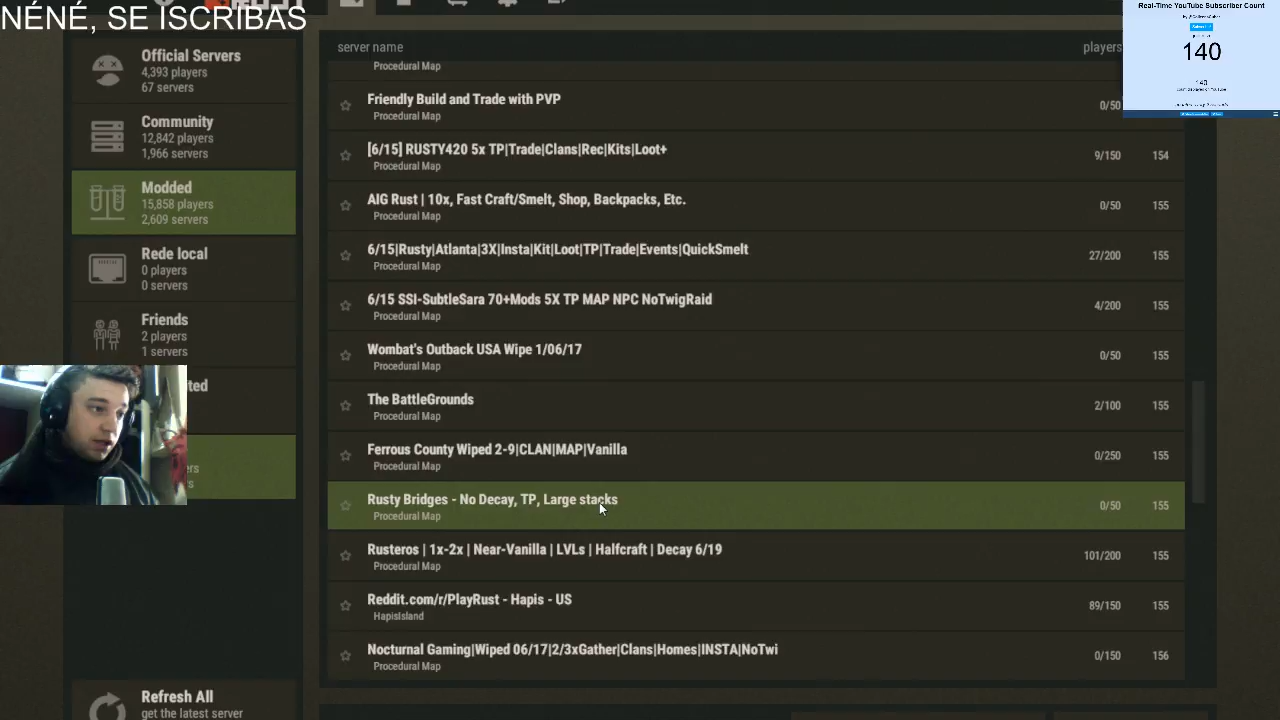 NÉNÉ, SE ISCRIBAS
Real-Time YouTube Subscriber Count
140
server name
players
Official Servers
4,393 players
67 servers
Community
12,842 players
1,966 servers
Modded
15,858 players
2,609 servers
Rede local
0 players
0 servers
Friends
2 players
1 servers
Refresh All
get the latest server
Procedural Map
Friendly Build and Trade with PVP
Procedural Map
0/50
[6/15] RUSTY420 5x TP|Trade|Clans|Rec|Kits|Loot+
Procedural Map
9/150 154
AIG Rust | 10x, Fast Craft/Smelt, Shop, Backpacks, Etc.
Procedural Map
0/50 155
6/15|Rusty|Atlanta|3X|Insta|Kit|Loot|TP|Trade|Events|QuickSmelt
Procedural Map
27/200 155
6/15 SSI-SubtleSara 70+Mods 5X TP MAP NPC NoTwigRaid
Procedural Map
4/200 155
Wombat's Outback USA Wipe 1/06/17
Procedural Map
0/50 155
The BattleGrounds
Procedural Map
2/100 155
Ferrous County Wiped 2-9|CLAN|MAP|Vanilla
Procedural Map
0/250 155
Rusty Bridges - No Decay, TP, Large stacks
Procedural Map
0/50 155
Rusteros | 1x-2x | Near-Vanilla | LVLs | Halfcraft | Decay 6/19
Procedural Map
101/200 155
Reddit.com/r/PlayRust - Hapis - US
HapisIsland
89/150 155
Nocturnal Gaming|Wiped 06/17|2/3xGather|Clans|Homes|INSTA|NoTwi
Procedural Map
0/150 156